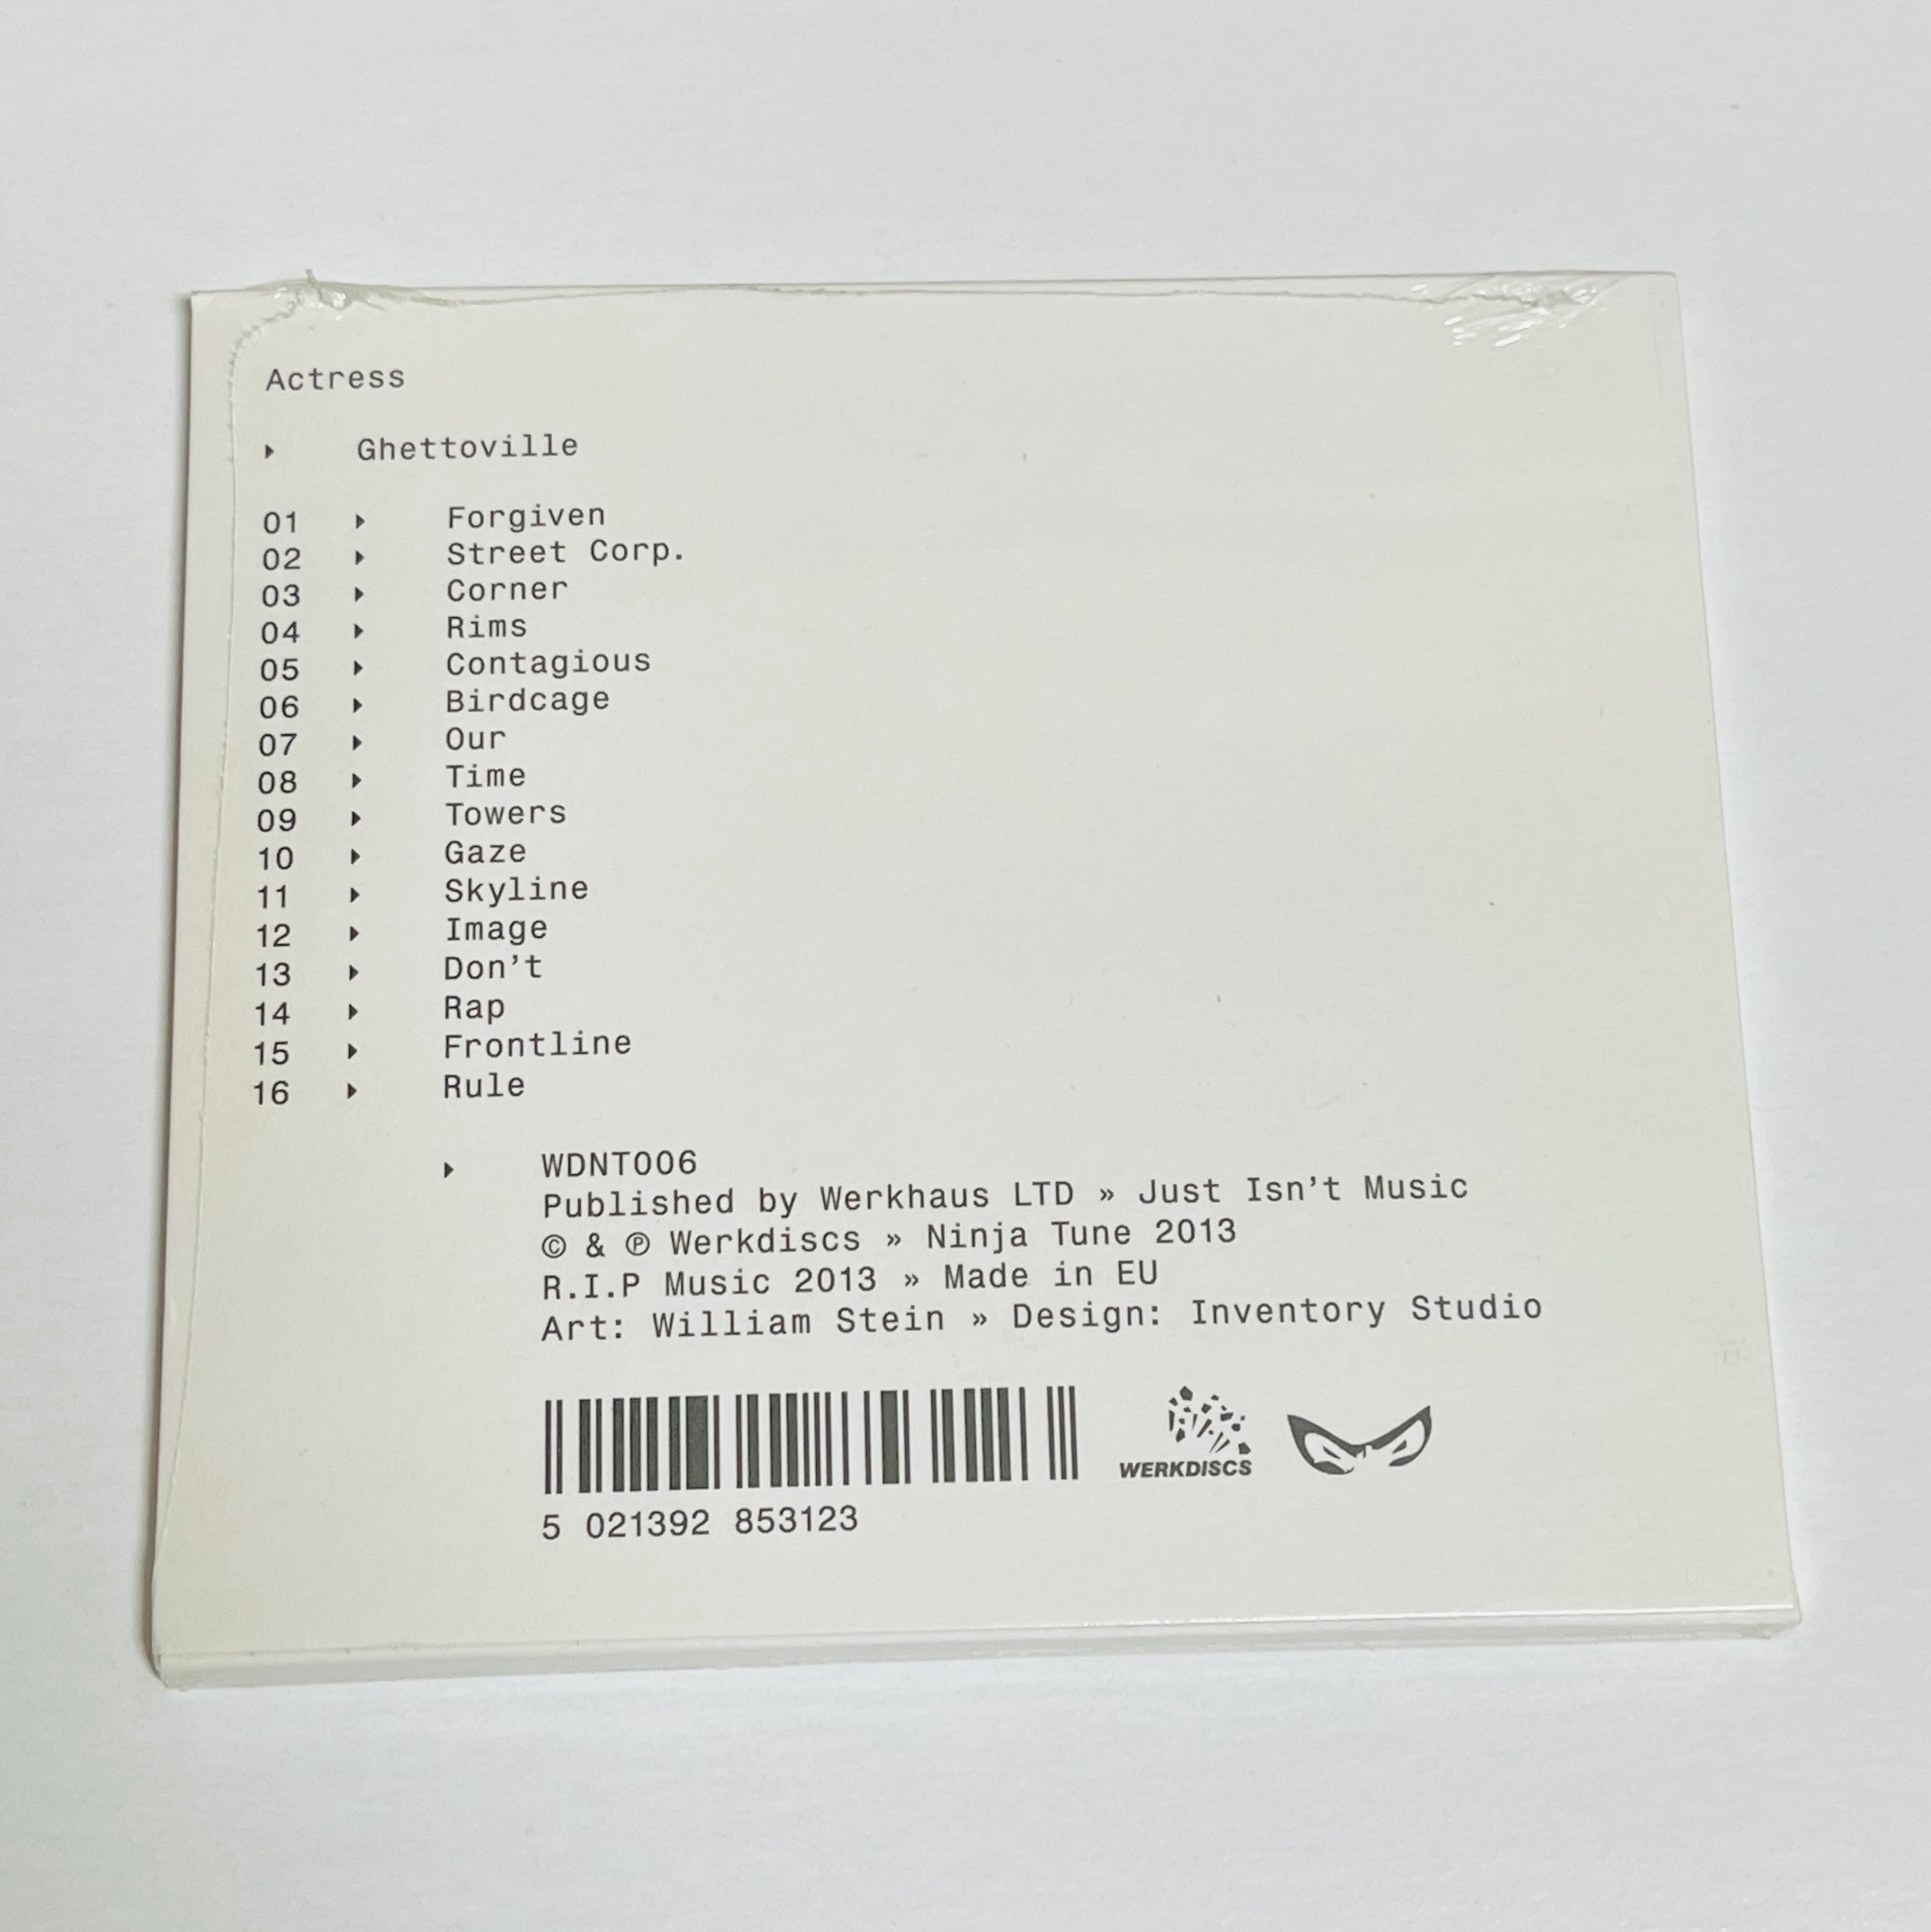 Actress
Ghettoville
01 Forgiven
02 Street Corp.
03 Corner
04 Rims
05 Contagious
06 Birdcage
07 Our
08 Time
09 Towers
10 Gaze
11 Skyline
12 Image
13 Don't
14 Rap
15 Frontline
16 Rule
WDNT006
Published by Werkhaus LTD » Just Isn't Music
© & ℗ Werkdiscs » Ninja Tune 2013
R.I.P Music 2013 » Made in EU
Art: William Stein » Design: Inventory Studio
WERKDISCS
5 021392 853123